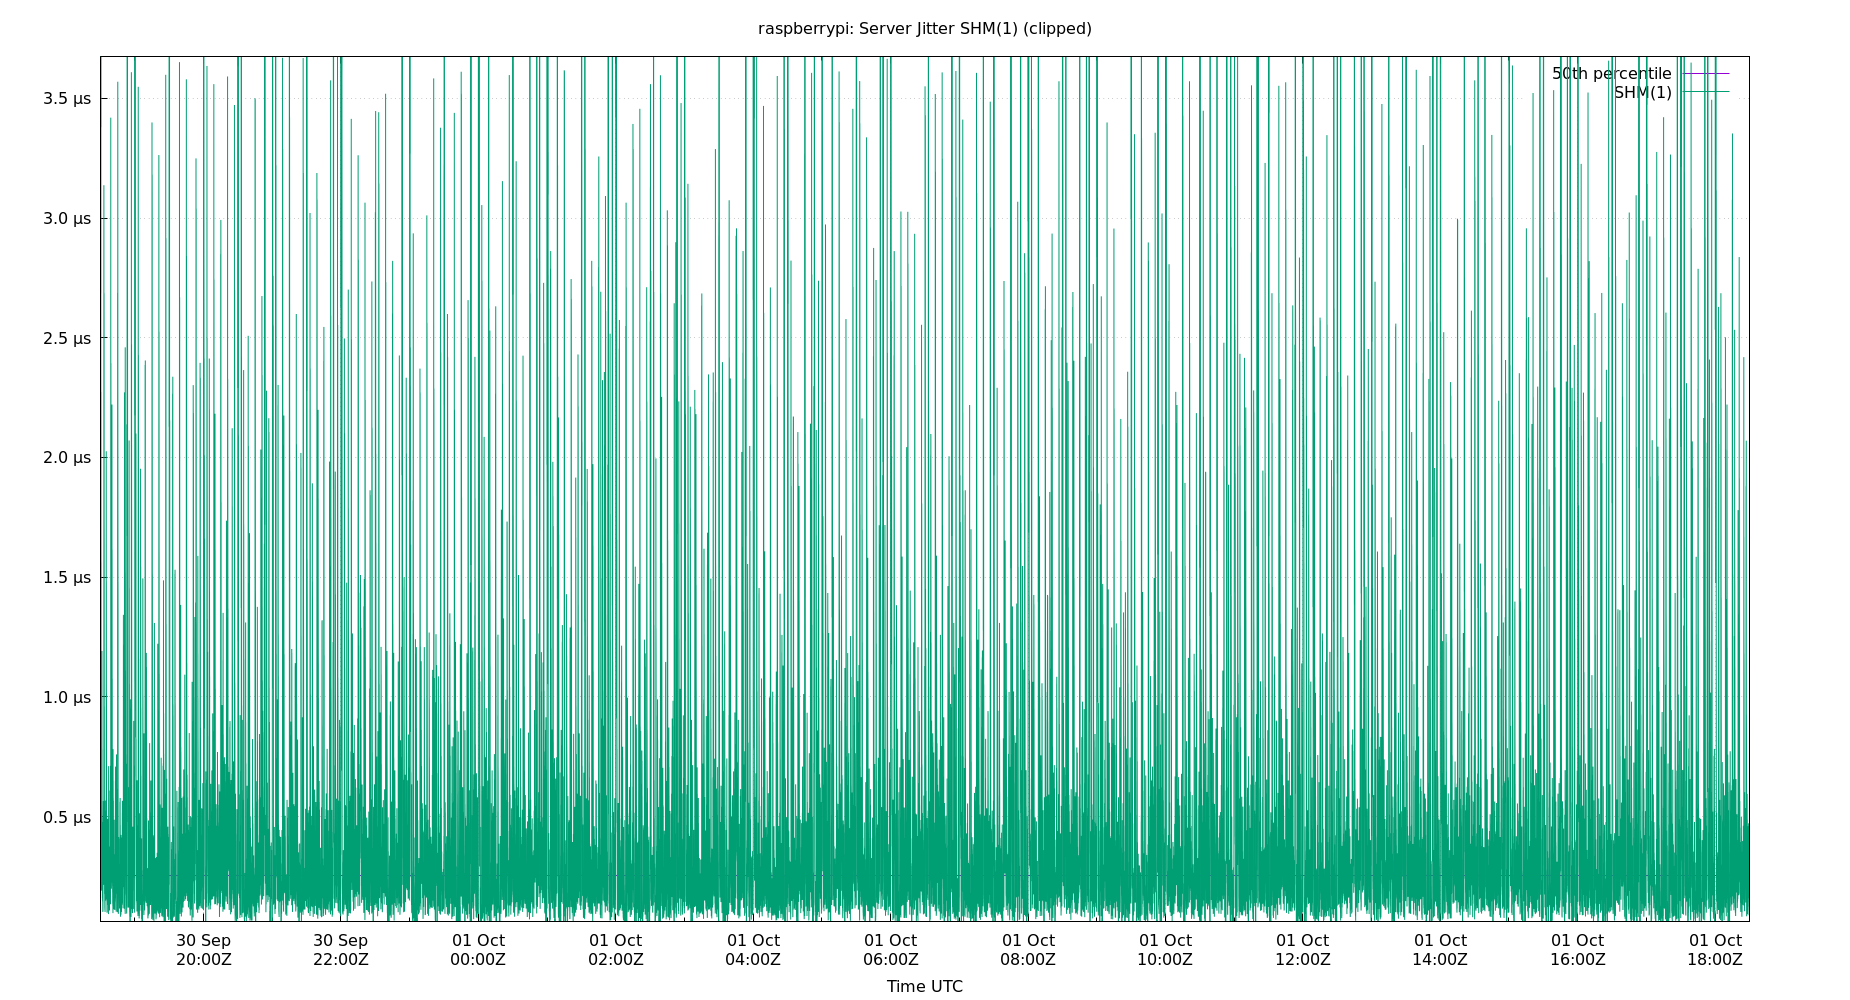 raspberrypi: Server Jitter SHM(1) (clipped)
50th percentile
SHM(1)
3.5 µs
3.0 µs
2.5 µs
2.0 µs
1.5 µs
1.0 µs
0.5 µs
30 Sep 30 Sep 01 Oct 01 Oct 01 Oct 01 Oct 01 Oct 01 Oct 01 Oct 01 Oct 01 Oct 01 Oct
20:00Z 22:00Z 00:00Z 02:00Z 04:00Z 06:00Z 08:00Z 10:00Z 12:00Z 14:00Z 16:00Z 18:00Z
Time UTC